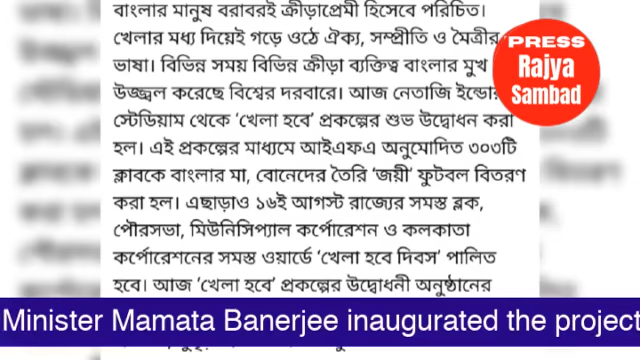 বাংলার মানুষ বরাবরই ক্রীড়াপ্রেমী হিসেবে পরিচিত।
খেলার মধ্য দিয়েই গড়ে ওঠে ঐক্য, সম্প্রীতি ও মৈত্রীর
ভাষা। বিভিন্ন সময় বিভিন্ন ক্রীড়া ব্যক্তিত্ব বাংলার মুখ
উজ্জ্বল করেছে বিশ্বের দরবারে। আজ নেতাজি
স্টেডিয়াম থেকে ‘খেলা হবে’ প্রকল্পের শুভ উদ্বোধন করা
হল। এই প্রকল্পের মাধ্যমে আইএফএ অনুমোদিত ৩০৩টি
ক্লাবকে বাংলার মা, বোনেদের তৈরি ‘জয়ী’ ফুটবল বিতরণ
করা হল। এছাড়াও ১৬ই আগস্ট রাজ্যের সমস্ত ব্লক,
পৌরসভা, মিউনিসিপ্যাল কর্পোরেশন ও কলকাতা
কর্পোরেশনের সমস্ত ওয়ার্ডে ‘খেলা হবে দিবস’ পালিত
হবে। আজ ‘খেলা হবে’ প্রকল্পের উদ্বোধনী অনুষ্ঠানের
PRESS
Rajya
Sambad
Minister Mamata Banerjee inaugurated the project